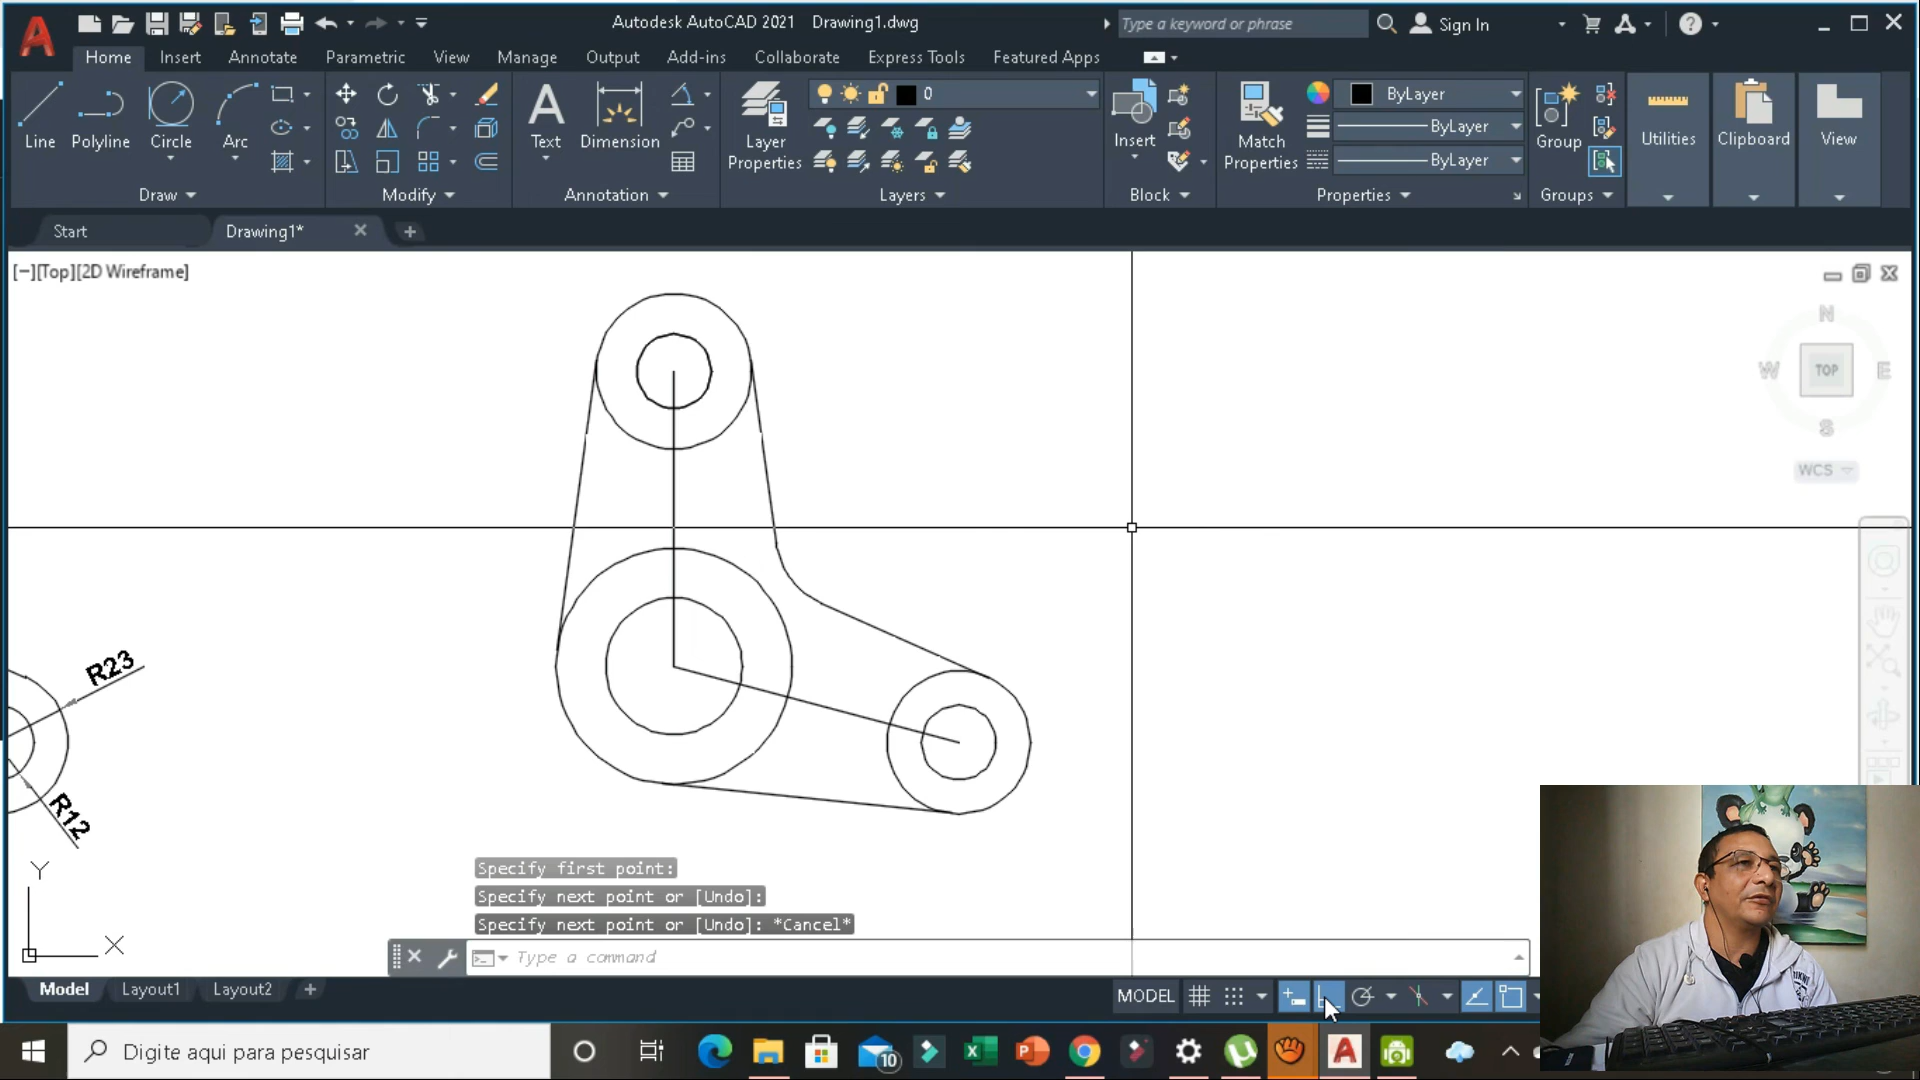 Autodesk AutoCAD 2021 Drawing1.dwg
Type a keyword or phrase
Sign In
Home Insert Annotate Parametric View Manage Output Add-ins Collaborate Express Tools Featured Apps
Line Polyline Circle Arc
Text Dimension
Layer Properties
0
Insert
Match Properties
ByLayer
ByLayer
ByLayer
Group
Utilities
Clipboard
View
Draw Modify Annotation Layers Block Properties Groups
Start Drawing1*
[−][Top][2D Wireframe]
N
W TOP E
S
WCS
R23
R12
Y
X
Specify first point:
Specify next point or [Undo]:
Specify next point or [Undo]: *Cancel*
Type a command
Model Layout1 Layout2
MODEL
Digite aqui para pesquisar
10